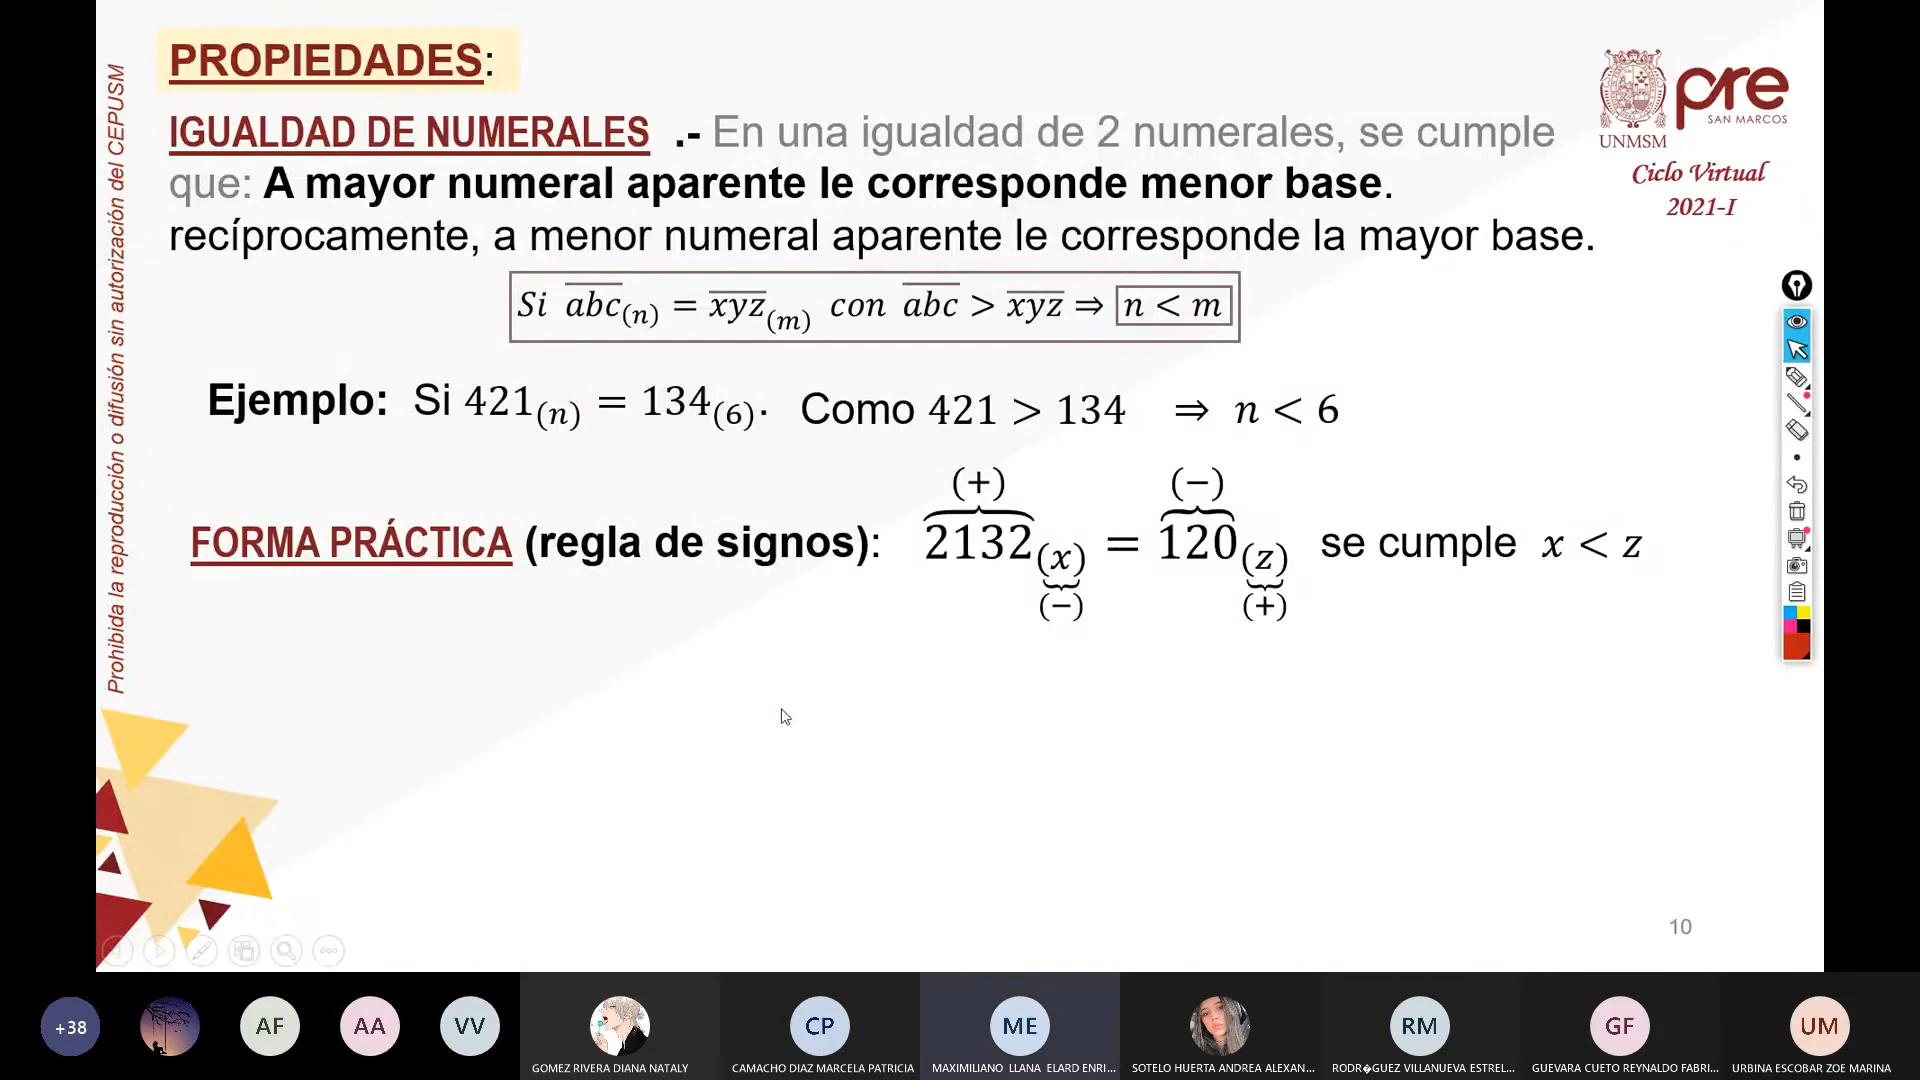 PROPIEDADES:
IGUALDAD DE NUMERALES .- En una igualdad de 2 numerales, se cumple
que: A mayor numeral aparente le corresponde menor base.
recíprocamente, a menor numeral aparente le corresponde la mayor base.
Si abc(n) = xyz(m) con abc > xyz ⇒ n < m
Ejemplo: Si 421(n) = 134(6). Como 421 > 134 ⇒ n < 6
(+) (−)
FORMA PRÁCTICA (regla de signos): 2132(x) = 120(z) se cumple x < z
(−) (+)
Prohibida la reproducción o difusión sin autorización del CEPUSM
UNMSM
pre
SAN MARCOS
Ciclo Virtual
2021-I
10
+38
AF
AA
VV
GOMEZ RIVERA DIANA NATALY
CP
CAMACHO DIAZ MARCELA PATRICIA
ME
MAXIMILIANO LLANA ELARD ENRI...
SOTELO HUERTA ANDREA ALEXAN...
RM
RODR�GUEZ VILLANUEVA ESTREL...
GF
GUEVARA CUETO REYNALDO FABRI...
UM
URBINA ESCOBAR ZOE MARINA